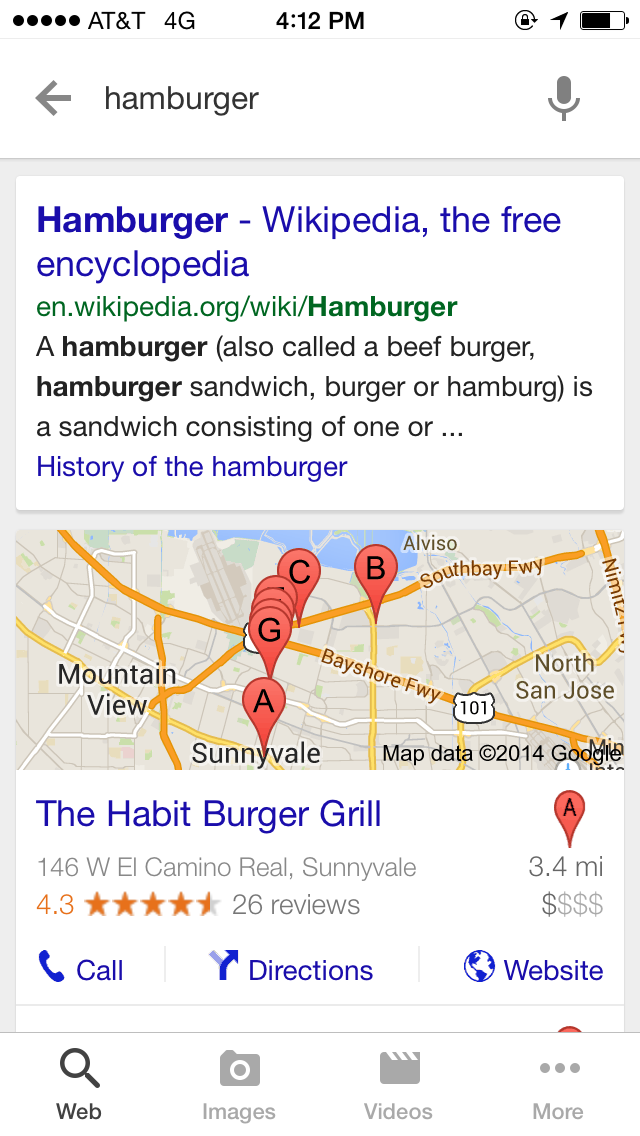 AT&T 4G 4:12 PM
hamburger
Hamburger - Wikipedia, the free
encyclopedia
en.wikipedia.org/wiki/Hamburger
A hamburger (also called a beef burger,
hamburger sandwich, burger or hamburg) is
a sandwich consisting of one or ...
History of the hamburger
Alviso
C
B
Southbay Fwy
G
Bayshore Fwy
North
San Jose
Mountain
View
A
101
Sunnyvale
Map data ©2014 Google
The Habit Burger Grill
A
146 W El Camino Real, Sunnyvale
3.4 mi
4.3
26 reviews
$$$$
Call
Directions
Website
Web
Images
Videos
More